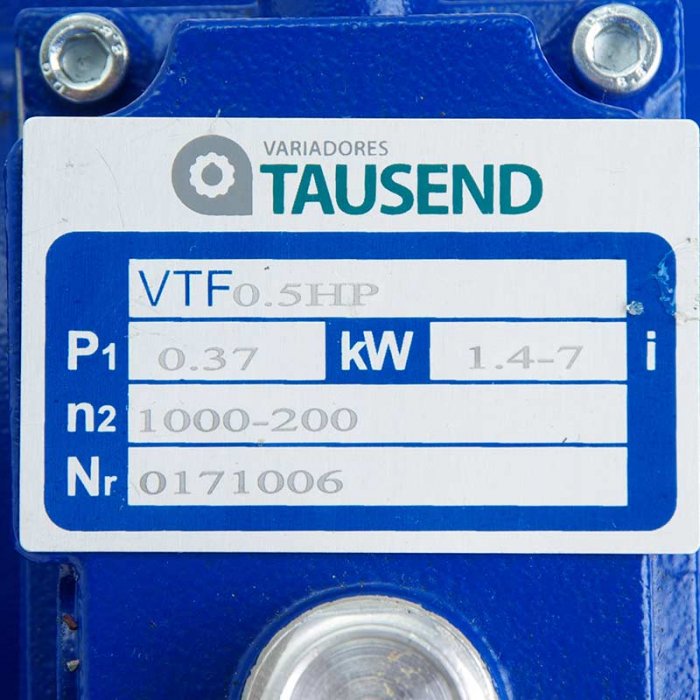 VARIADORES
TAUSEND
VTF0.5HP
P1 0.37 kW 1.4-7 i
n2 1000-200
Nr 0171006